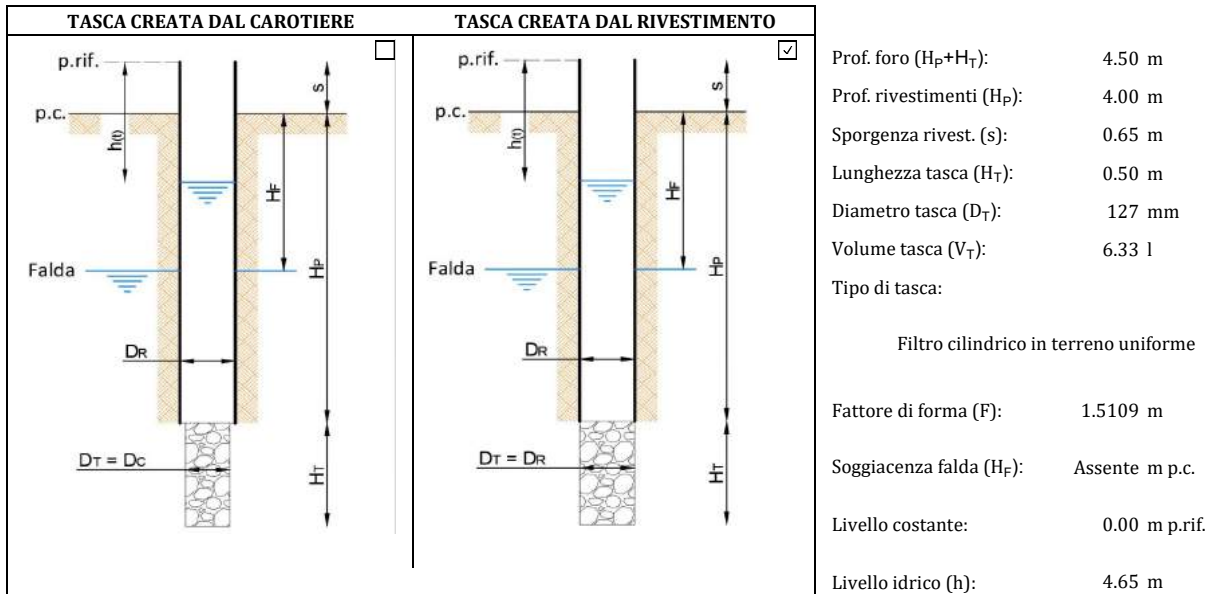 TASCA CREATA DAL CAROTIERE
p.rif.
s
p.c.
h(t)
HF
Falda
HP
DR
DT = DC
HT
TASCA CREATA DAL RIVESTIMENTO
p.rif.
s
p.c.
h(t)
HF
Falda
HP
DR
DT = DR
HT
Prof. foro (HP+HT): 4.50 m
Prof. rivestimenti (HP): 4.00 m
Sporgenza rivest. (s): 0.65 m
Lunghezza tasca (HT): 0.50 m
Diametro tasca (DT): 127 mm
Volume tasca (VT): 6.33 l
Tipo di tasca:
Filtro cilindrico in terreno uniforme
Fattore di forma (F): 1.5109 m
Soggiacenza falda (HF): Assente m p.c.
Livello costante: 0.00 m p.rif.
Livello idrico (h): 4.65 m